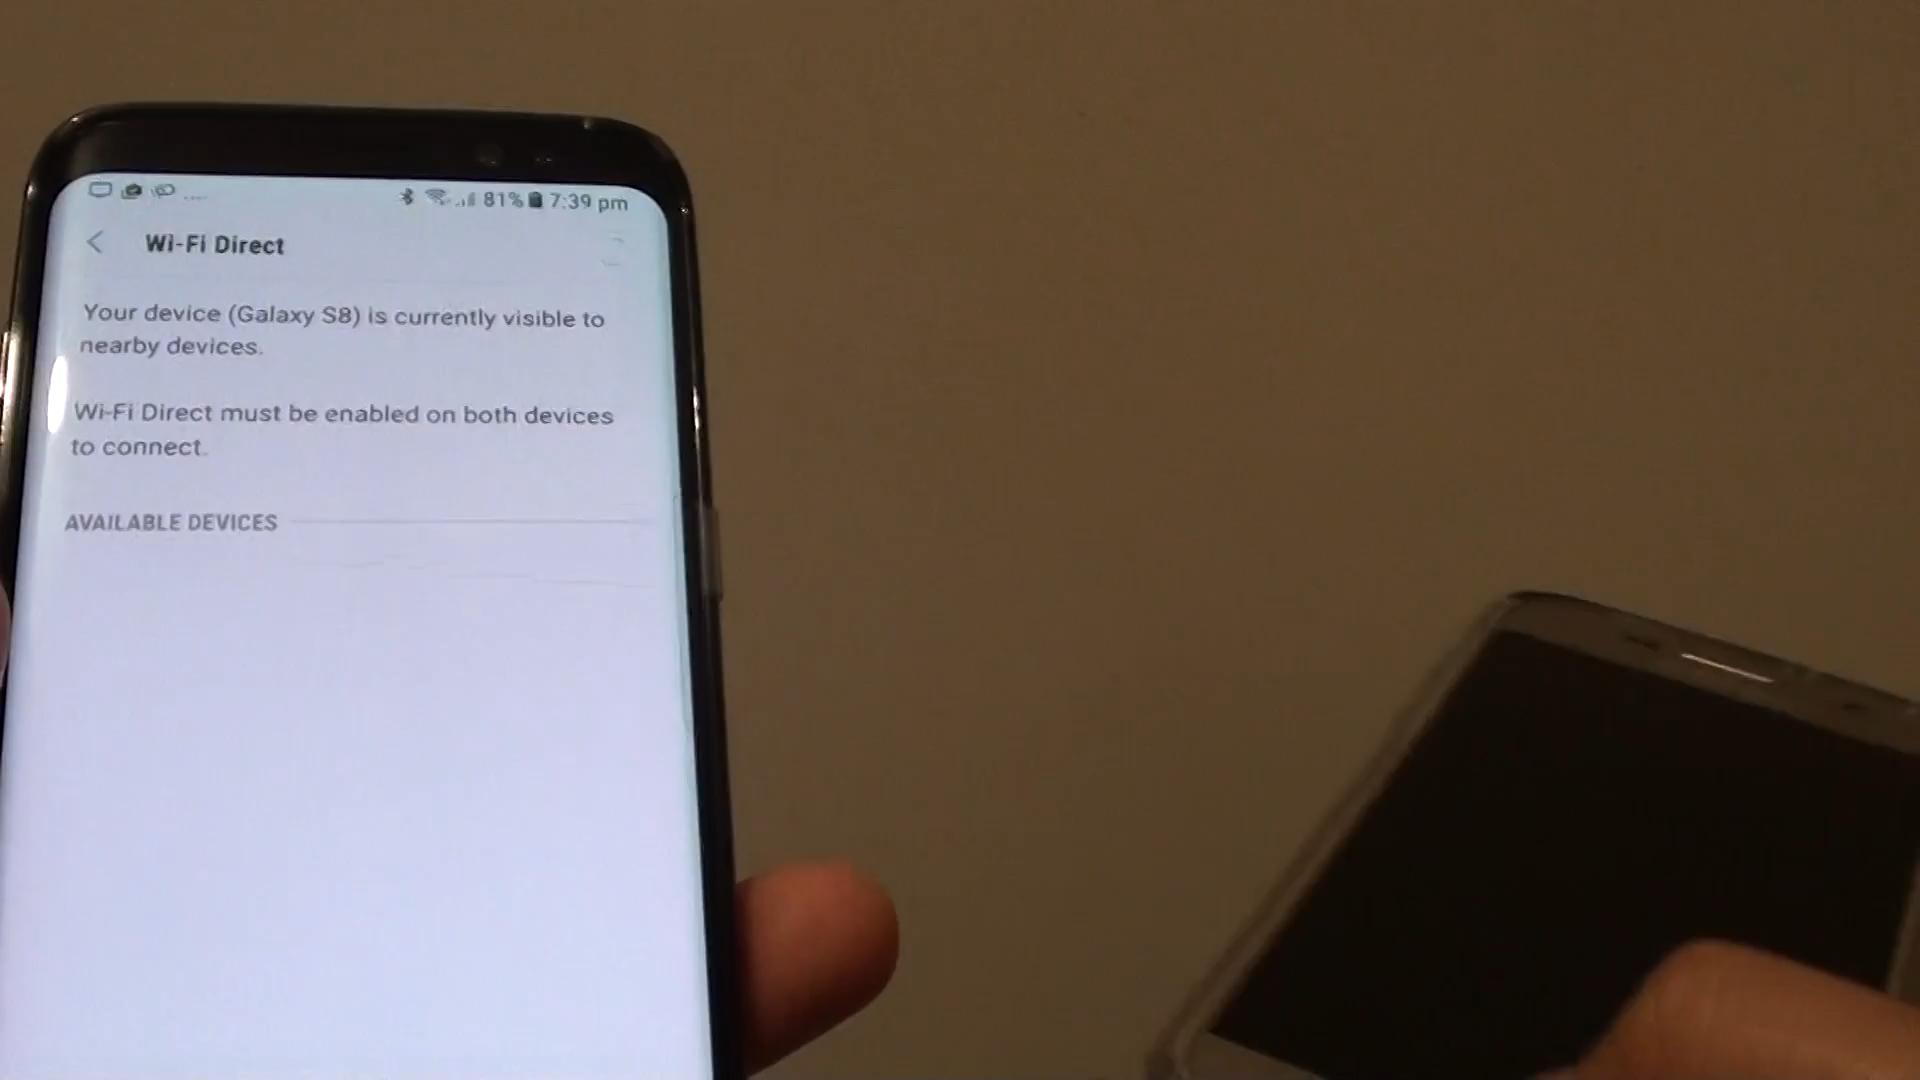 81% 7:39 pm
Wi-Fi Direct
Your device (Galaxy S8) is currently visible to
nearby devices.
Wi-Fi Direct must be enabled on both devices
to connect.
AVAILABLE DEVICES